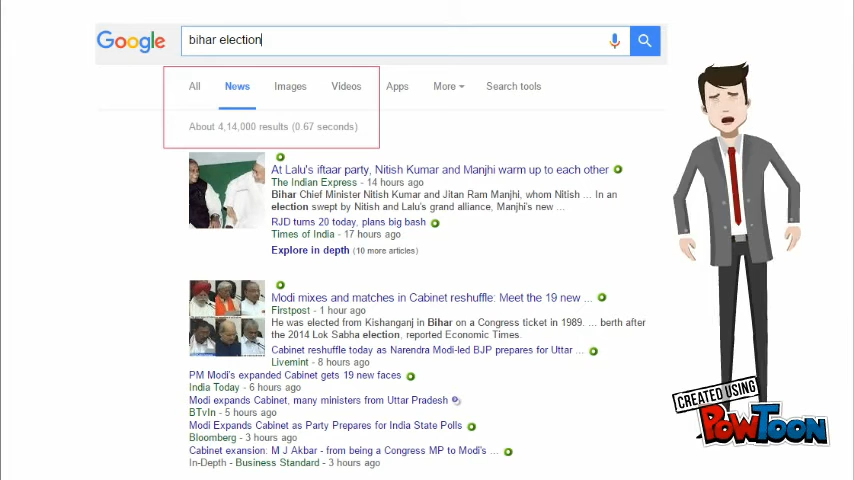 Google
bihar election
All News Images Videos Apps More Search tools
About 4,14,000 results (0.67 seconds)
At Lalu's iftaar party, Nitish Kumar and Manjhi warm up to each other
The Indian Express - 14 hours ago
Bihar Chief Minister Nitish Kumar and Jitan Ram Manjhi, whom Nitish ... In an
election swept by Nitish and Lalu's grand alliance, Manjhi's new ...
RJD turns 20 today, plans big bash
Times of India - 17 hours ago
Explore in depth (10 more articles)
Modi mixes and matches in Cabinet reshuffle: Meet the 19 new ...
Firstpost - 1 hour ago
He was elected from Kishanganj in Bihar on a Congress ticket in 1989. ... berth after
the 2014 Lok Sabha election, reported Economic Times.
Cabinet reshuffle today as Narendra Modi-led BJP prepares for Uttar ...
Livemint - 8 hours ago
PM Modi's expanded Cabinet gets 19 new faces
India Today - 6 hours ago
Modi expands Cabinet, many ministers from Uttar Pradesh
BTVIn - 5 hours ago
Modi Expands Cabinet as Party Prepares for India State Polls
Bloomberg - 3 hours ago
Cabinet expansion: M J Akbar - from being a Congress MP to Modi's ...
In-Depth - Business Standard - 3 hours ago
CREATED USING
POWTOON